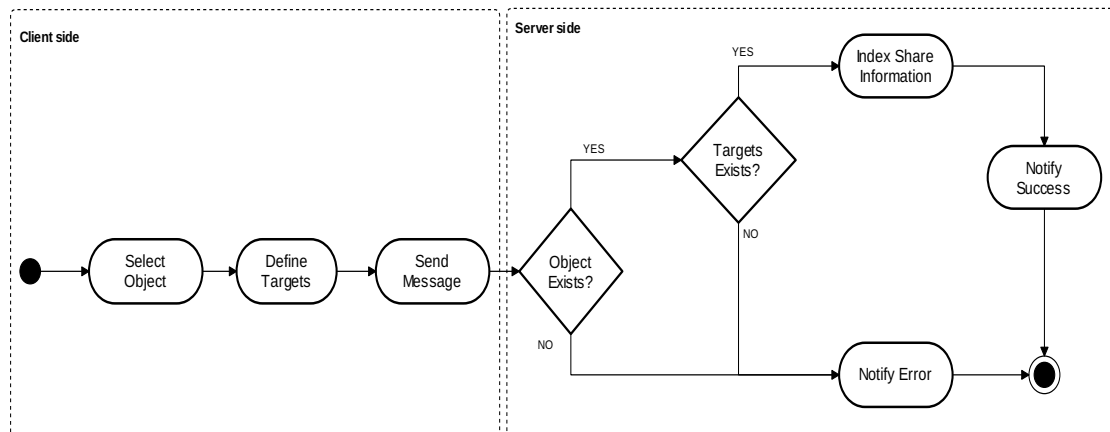 Client side
Server side
YES
Index Share
Information
YES
Targets
Exists?
Notify
Success
NO
Select
Object
Define
Targets
Send
Message
Object
Exists?
NO
Notify Error